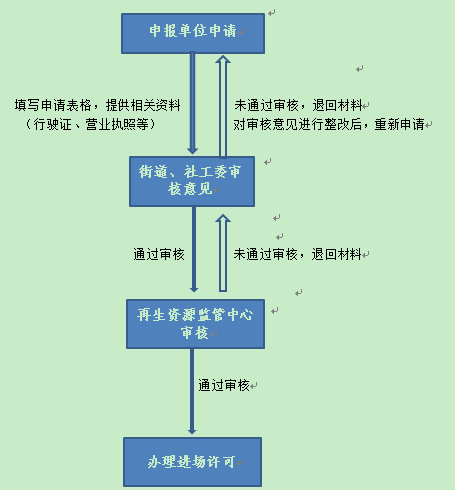 申报单位申请
填写申请表格，提供相关资料
（行驶证、营业执照等）
未通过审核，退回材料
对审核意见进行整改后，重新申请
街道、社工委审
核意见
通过审核
未通过审核，退回材料
再生资源监管中心
审核
通过审核
办理进场许可